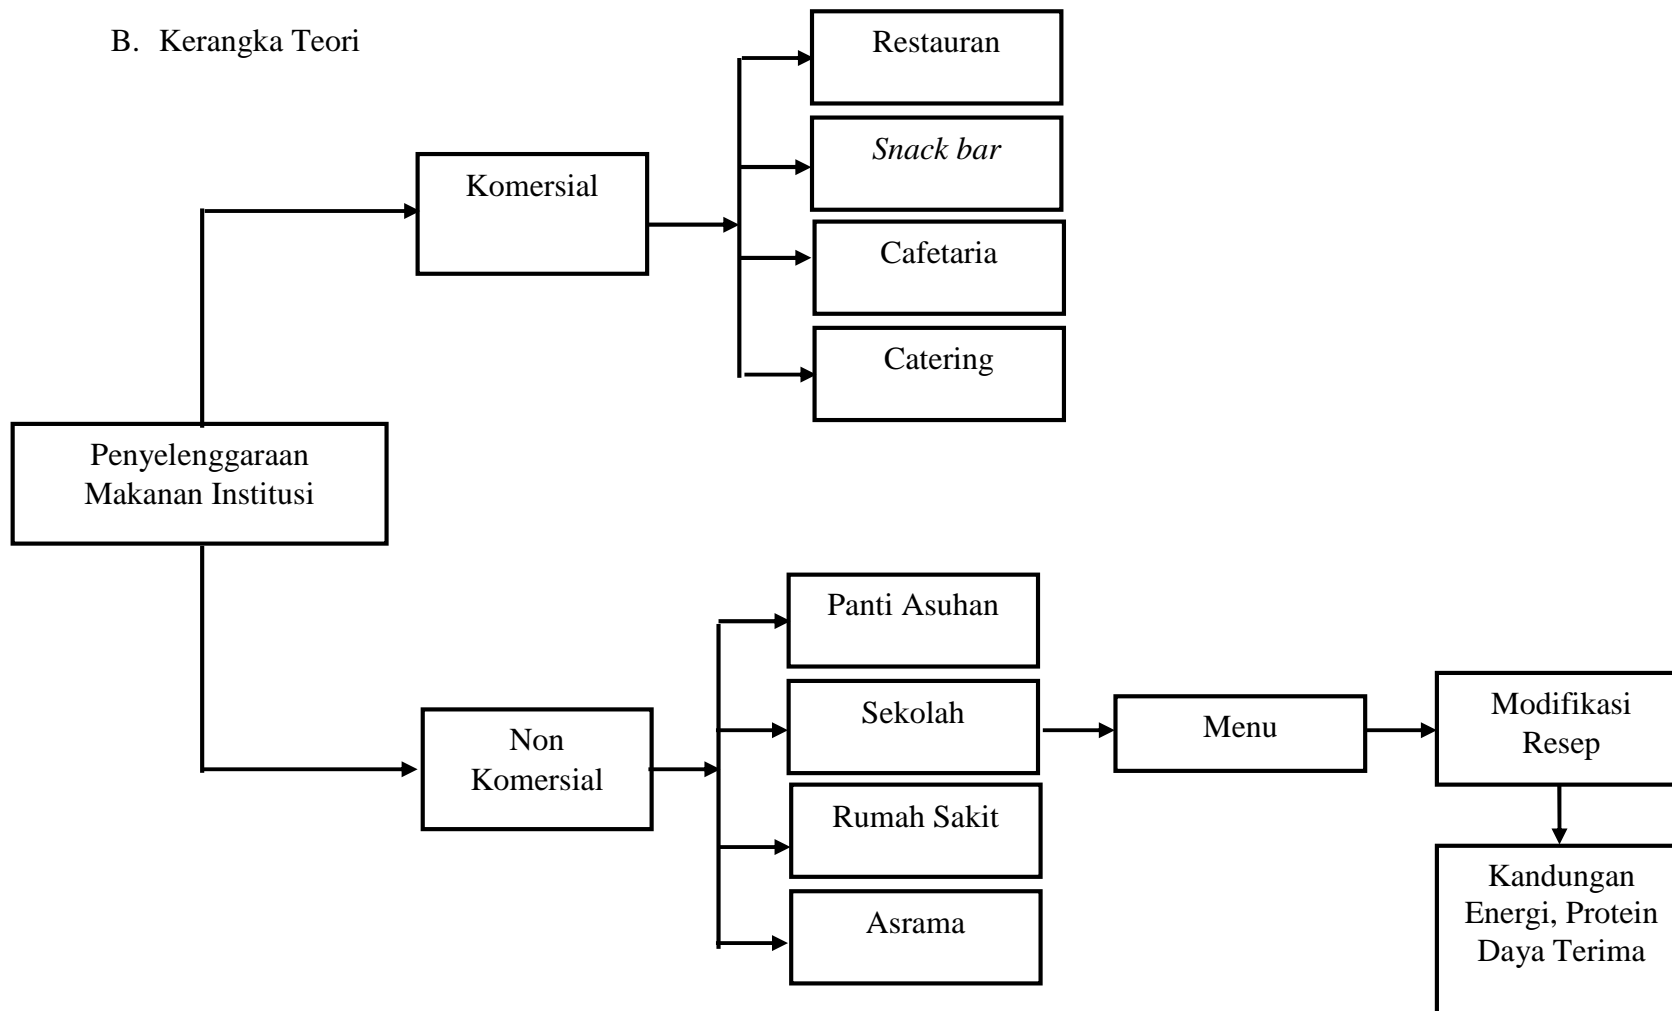 B. Kerangka Teori
Restauran
Snack bar
Komersial
Cafetaria
Catering
Penyelenggaraan
Makanan Institusi
Panti Asuhan
Sekolah
Menu
Modifikasi
Resep
Non
Komersial
Rumah Sakit
Kandungan
Energi, Protein
Daya Terima
Asrama